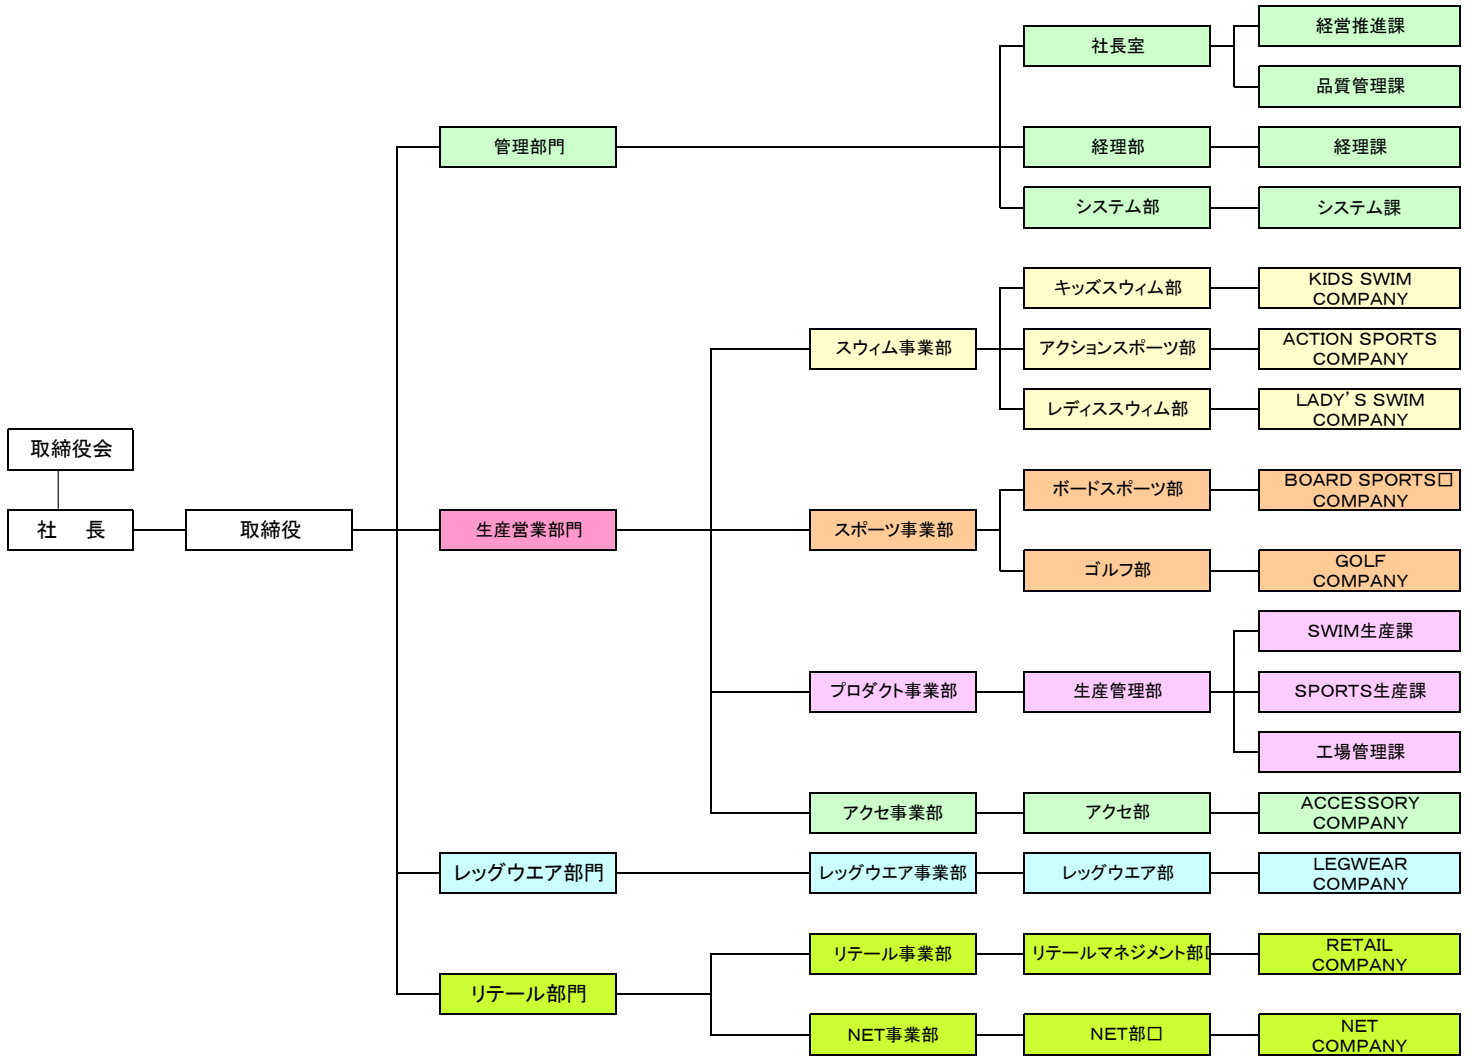 取締役会
社　長
取締役
管理部門
社長室
経営推進課
品質管理課
経理部
経理課
システム部
システム課
生産営業部門
スウィム事業部
キッズスウィム部
KIDS SWIM
COMPANY
アクションスポーツ部
ACTION SPORTS
COMPANY
レディススウィム部
LADY'S SWIM
COMPANY
スポーツ事業部
ボードスポーツ部
BOARD SPORTS□
COMPANY
ゴルフ部
GOLF
COMPANY
プロダクト事業部
生産管理部
SWIM生産課
SPORTS生産課
工場管理課
アクセ事業部
アクセ部
ACCESSORY
COMPANY
レッグウエア部門
レッグウエア事業部
レッグウエア部
LEGWEAR
COMPANY
リテール部門
リテール事業部
リテールマネジメント部□
RETAIL
COMPANY
NET事業部
NET部□
NET
COMPANY